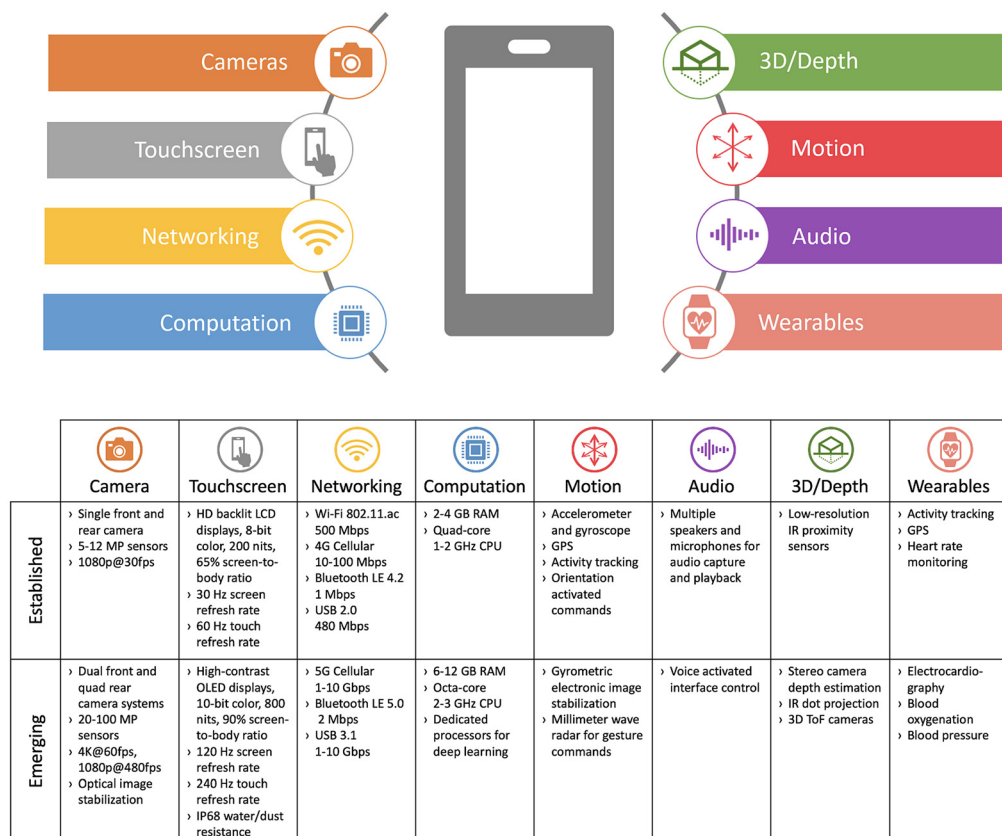 Cameras
Touchscreen
Networking
Computation
3D/Depth
Motion
Audio
Wearables
Camera
Touchscreen
Networking
Computation
Motion
Audio
3D/Depth
Wearables
Established
› Single front and
rear camera
› 5-12 MP sensors
› 1080p@30fps
› HD backlit LCD
displays, 8-bit
color, 200 nits,
65% screen-to-
body ratio
› 30 Hz screen
refresh rate
› 60 Hz touch
refresh rate
› Wi-Fi 802.11.ac
500 Mbps
› 4G Cellular
10-100 Mbps
› Bluetooth LE 4.2
1 Mbps
› USB 2.0
480 Mbps
› 2-4 GB RAM
› Quad-core
1-2 GHz CPU
› Accelerometer
and gyroscope
› GPS
› Activity tracking
› Orientation
activated
commands
› Multiple
speakers and
microphones for
audio capture
and playback
› Low-resolution
IR proximity
sensors
› Activity tracking
› GPS
› Heart rate
monitoring
Emerging
› Dual front and
quad rear
camera systems
› 20-100 MP
sensors
› 4K@60fps,
1080p@480fps
› Optical image
stabilization
› High-contrast
OLED displays,
10-bit color, 800
nits, 90% screen-
to-body ratio
› 120 Hz screen
refresh rate
› 240 Hz touch
refresh rate
› IP68 water/dust
resistance
› 5G Cellular
1-10 Gbps
› Bluetooth LE 5.0
2 Mbps
› USB 3.1
1-10 Gbps
› 6-12 GB RAM
› Octa-core
2-3 GHz CPU
› Dedicated
processors for
deep learning
› Gyrometric
electronic image
stabilization
› Millimeter wave
radar for gesture
commands
› Voice activated
interface control
› Stereo camera
depth estimation
› IR dot projection
› 3D ToF cameras
› Electrocardio-
graphy
› Blood
oxygenation
› Blood pressure